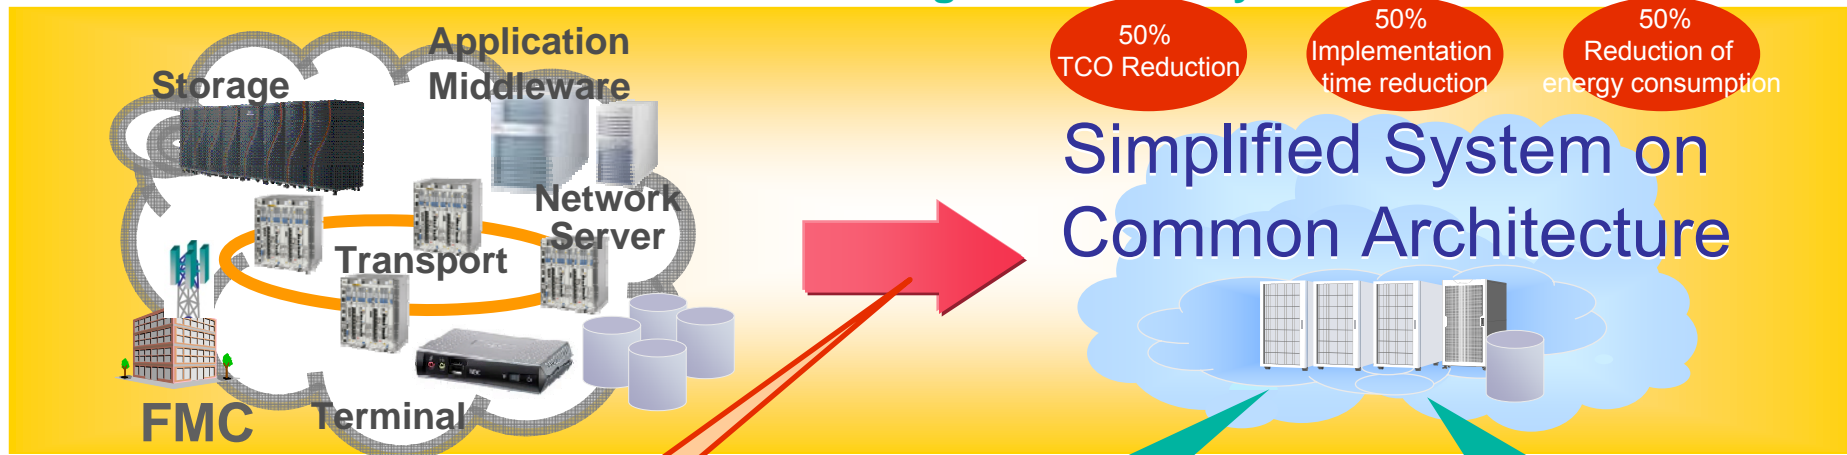 Application
Middleware
Storage
Network
Server
Transport
NEC
Terminal
FMC
50%
TCO Reduction
50%
Implementation
time reduction
50%
Reduction of
energy consumption
Simplified System on
Common Architecture